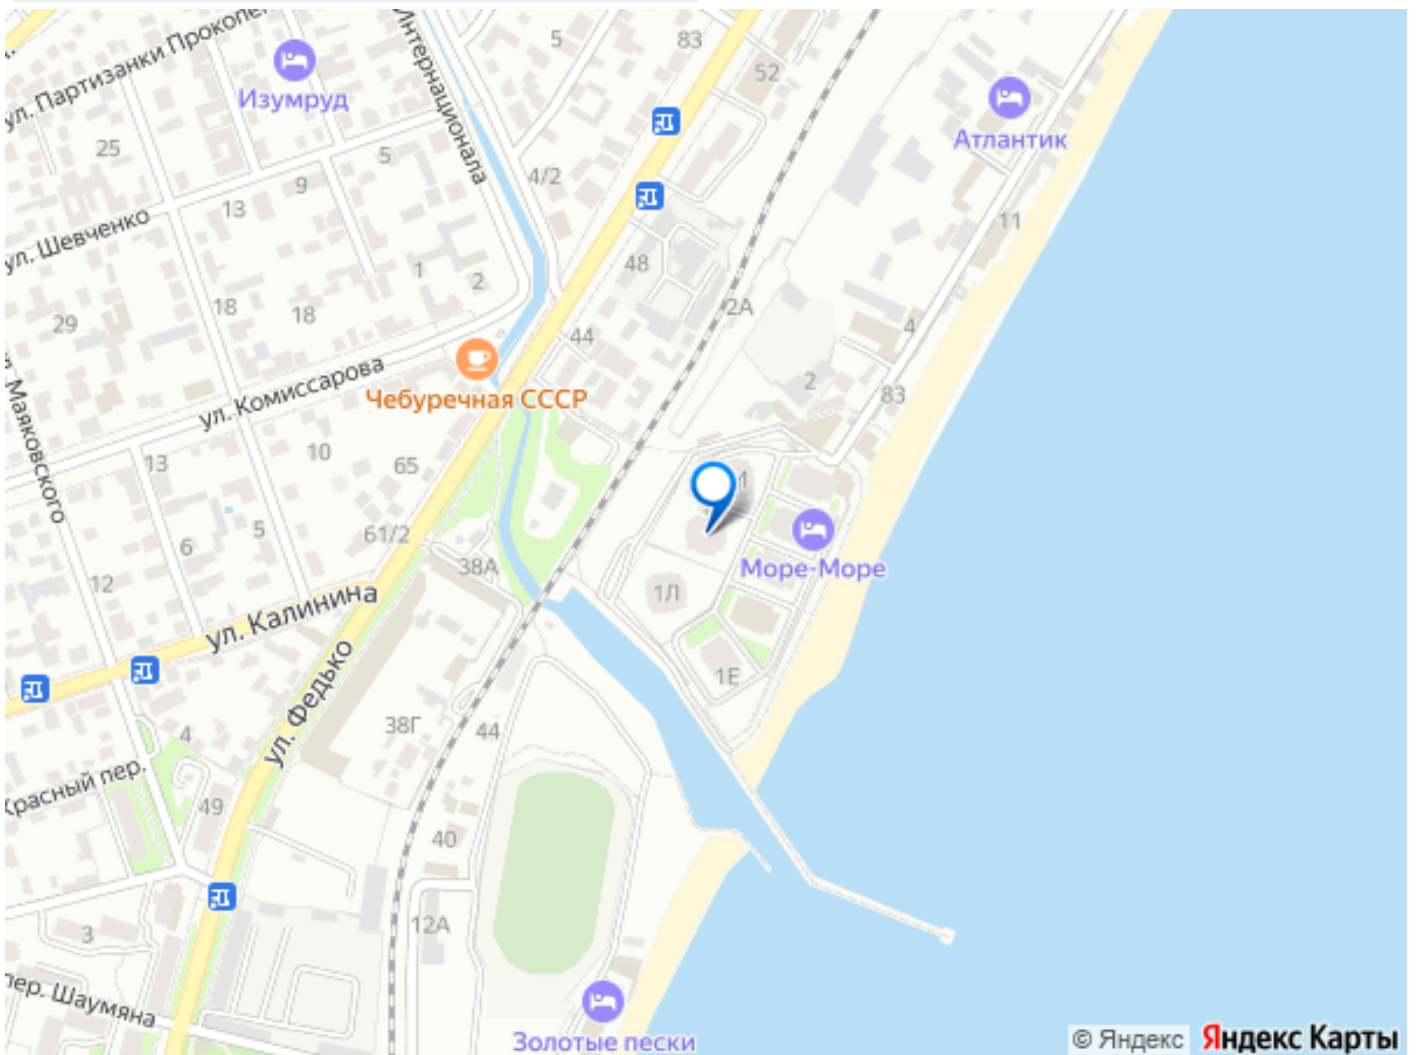 ул. Партизанки Прокопен
Интернационала
5
83
52
Изумруд
Атлантик
25
5
4/2
9
13
11
ул. Шевченко
1
2
48
2А
18
18
29
44
4
ул. Комиссарова
Чебуречная СССР
2
83
Маяковского
10
65
13
5
61/2
6
38А
12
Море-Море
1Л
ул. Калинина
1Е
ул. Федько
38Г
44
4
Красный пер.
49
40
12А
3
пер. Шаумяна
Золотые пески
© Яндекс
Яндекс Карты